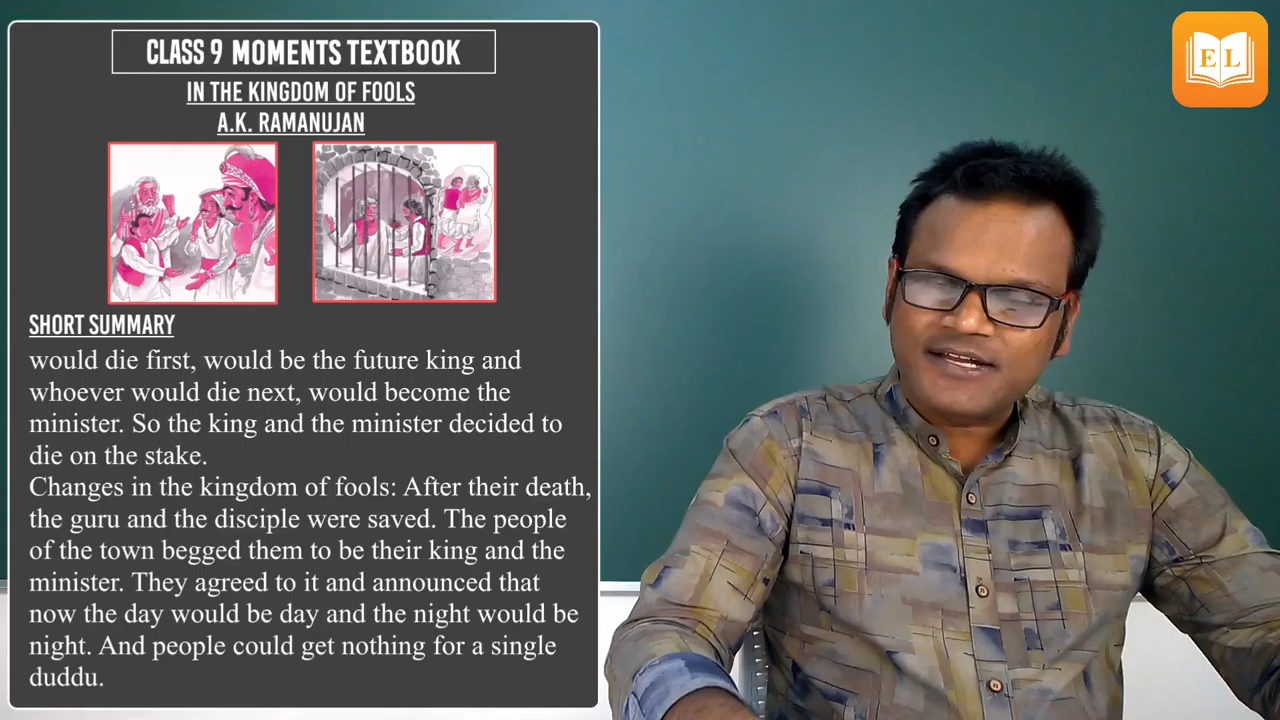 CLASS 9 MOMENTS TEXTBOOK
IN THE KINGDOM OF FOOLS
A.K. RAMANUJAN
SHORT SUMMARY
would die first, would be the future king and
whoever would die next, would become the
minister. So the king and the minister decided to
die on the stake.
Changes in the kingdom of fools: After their death,
the guru and the disciple were saved. The people
of the town begged them to be their king and the
minister. They agreed to it and announced that
now the day would be day and the night would be
night. And people could get nothing for a single
duddu.
EL